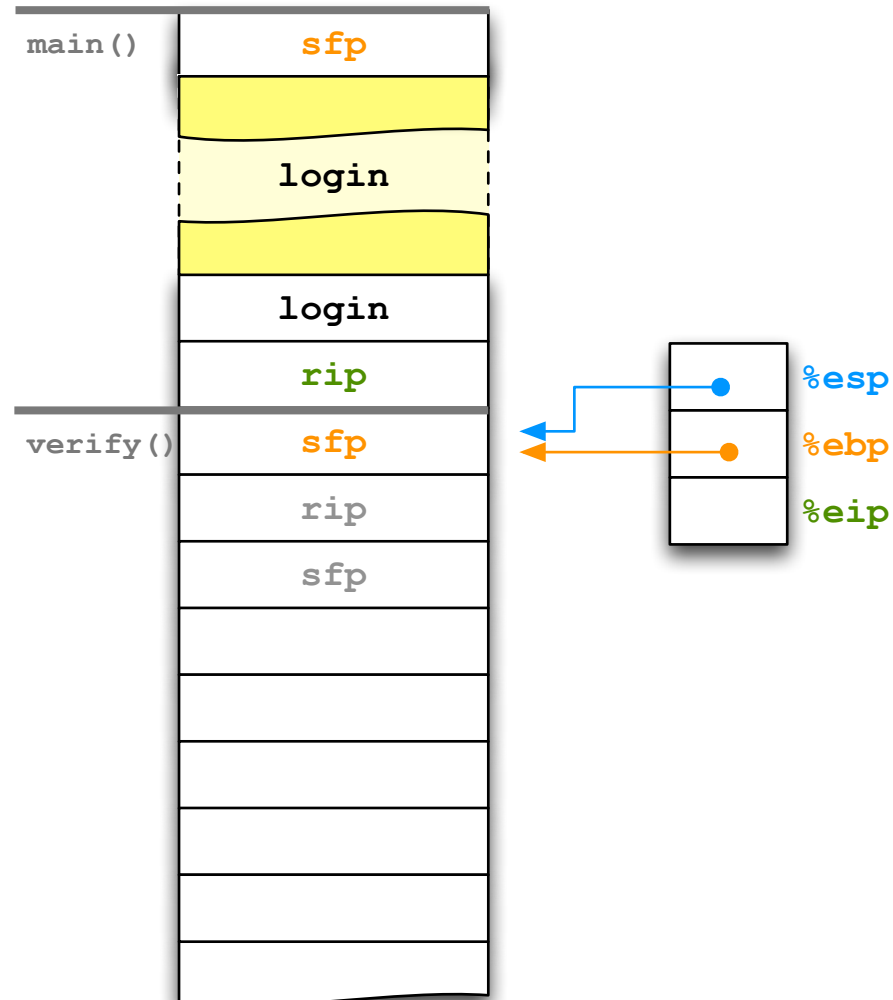 main()
sfp
login
login
rip
%esp
verify()
sfp
%ebp
rip
%eip
sfp